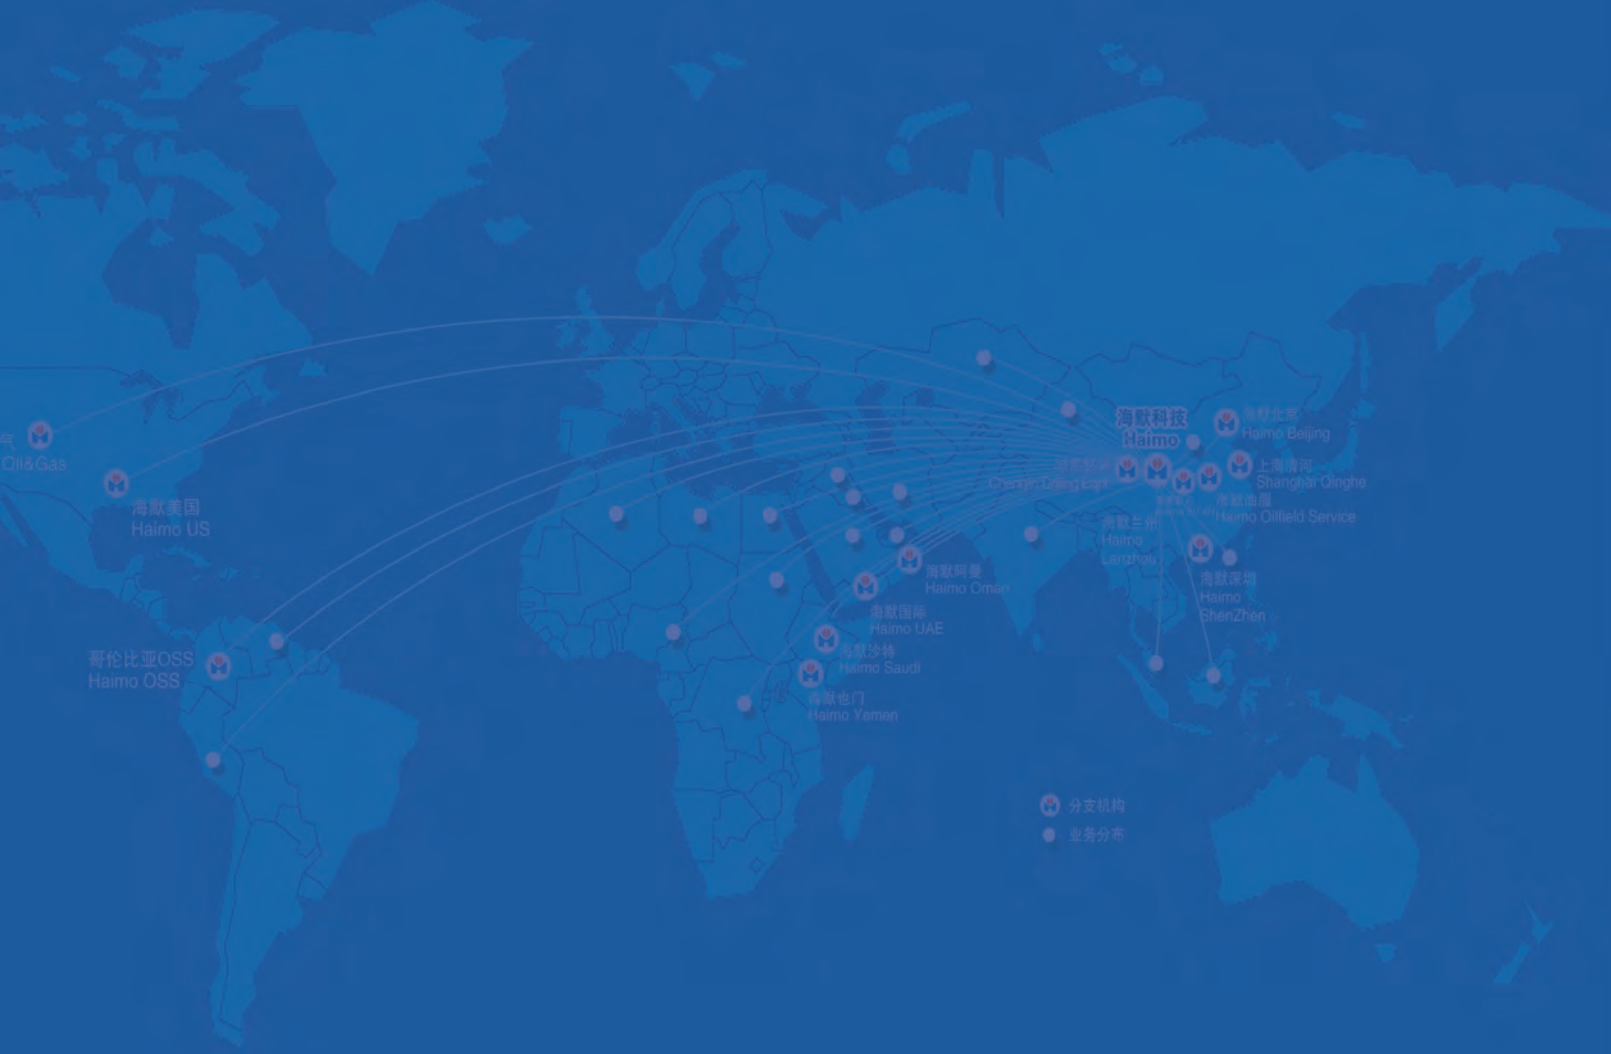 气
Oil&Gas
海默美国
Haimo US
哥伦比亚OSS
Haimo OSS
海默科技
Haimo
海默北京
Haimo Beijing
上海清河
Shanghai Qinghe
海默油服
Haimo Oilfield Service
海默兰州
Haimo
Lanzhou
海默深圳
Haimo
ShenZhen
海默阿曼
Haimo Oman
海默国际
Haimo UAE
海默沙特
Haimo Saudi
海默也门
Haimo Yemen
分支机构
业务分布